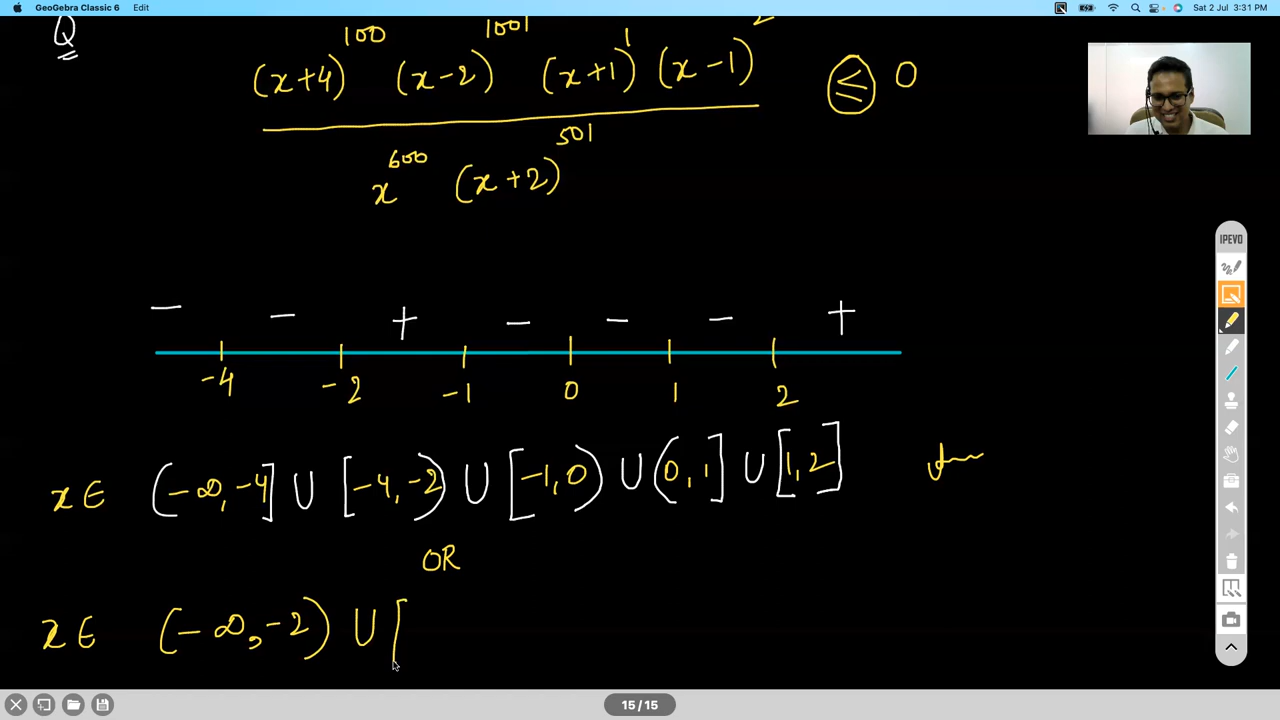 GeoGebra Classic 6 Edit Sat 2 Jul 3:31 PM
Q
(x+4)^100 (x-2)^1001 (x+1)^1 (x-1)^2 ≤ 0
x^600 (x+2)^501
− − + − − − +
-4 -2 -1 0 1 2
x ∈ (-∞, -4] ∪ [-4, -2) ∪ [-1, 0) ∪ (0, 1] ∪ [1, 2]
OR
x ∈ (-∞, -2) ∪ [
IPEVO
15/15